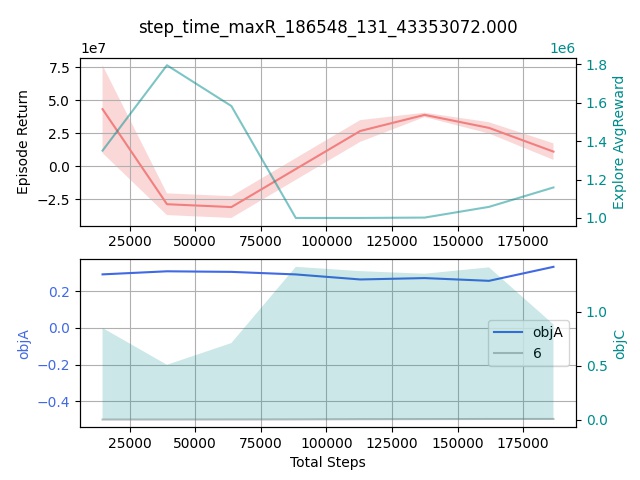 step_time_maxR_186548_131_43353072.000
1e7
1e6
7.5
5.0
2.5
0.0
−2.5
Episode Return
1.8
1.6
1.4
1.2
1.0
Explore AvgReward
25000 50000 75000 100000 125000 150000 175000
0.2
0.0
−0.2
−0.4
objA
1.0
0.5
0.0
objC
objA
6
25000 50000 75000 100000 125000 150000 175000
Total Steps